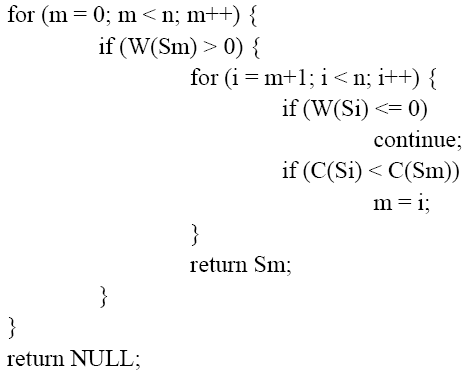 for (m = 0; m < n; m++) {
if (W(Sm) > 0) {
for (i = m+1; i < n; i++) {
if (W(Si) <= 0)
continue;
if (C(Si) < C(Sm))
m = i;
}
return Sm;
}
}
return NULL;